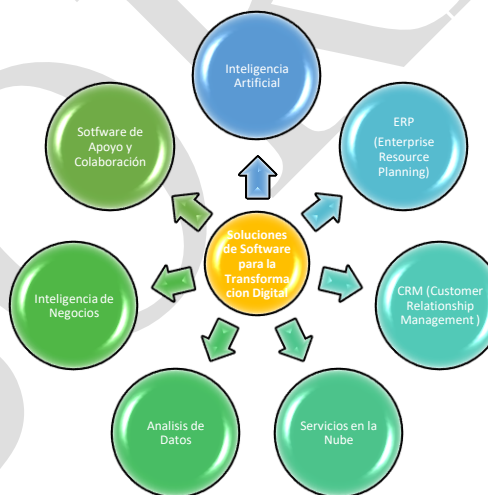 Inteligencia
Artificial
ERP
(Enterprise
Resource
Planning)
CRM (Customer
Relationship
Management )
Servicios en la
Nube
Analisis de
Datos
Inteligencia de
Negocios
Sotfware de
Apoyo y
Colaboración
Soluciones
de Software
para la
Transforma
cion Digital